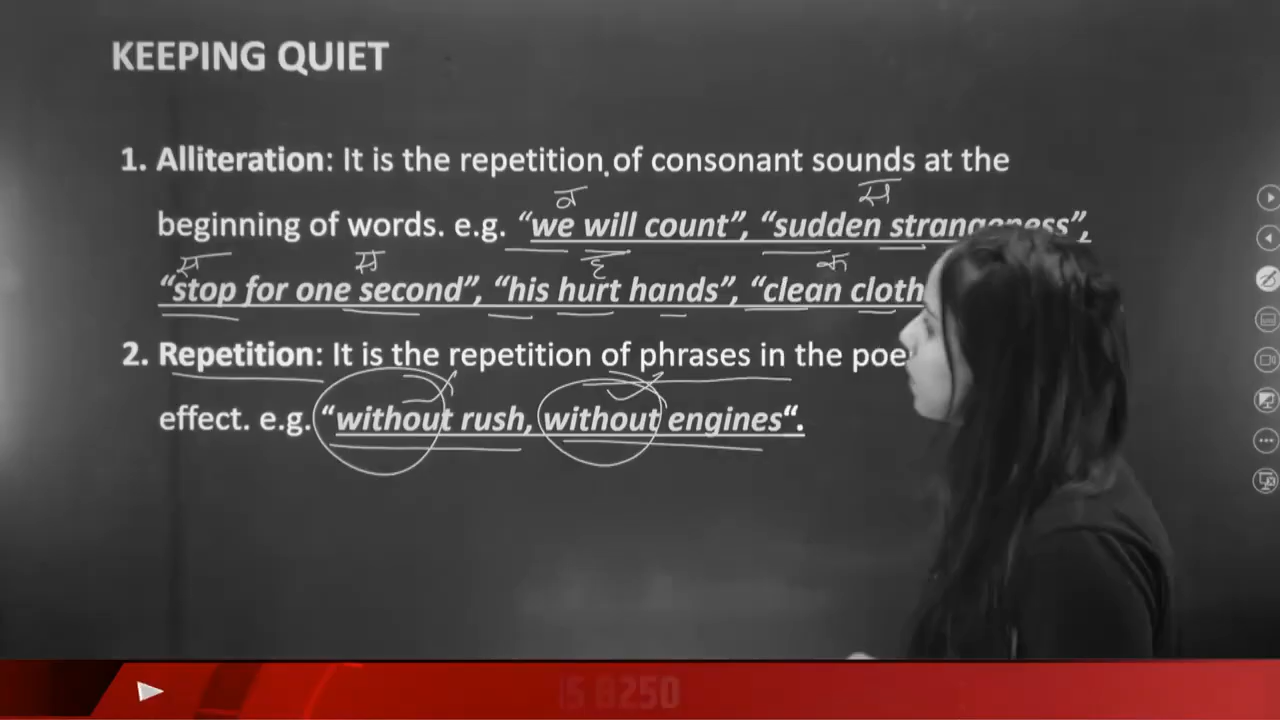 KEEPING QUIET
1. Alliteration: It is the repetition of consonant sounds at the
व स
beginning of words. e.g. “we will count”, “sudden strangeness”,
स स ह क
“stop for one second”, “his hurt hands”, “clean cloth
2. Repetition: It is the repetition of phrases in the poe
effect. e.g. “without rush, without engines“.
8250